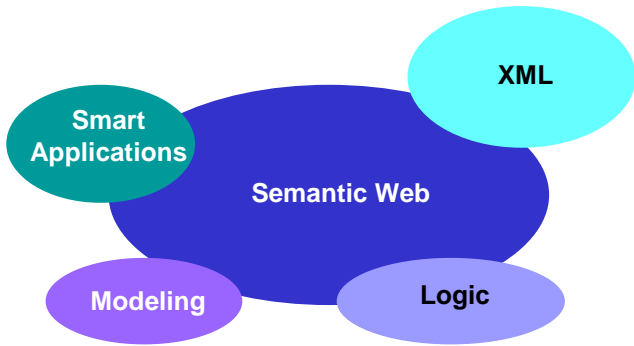 XML
Smart
Applications
Semantic Web
Modeling
Logic